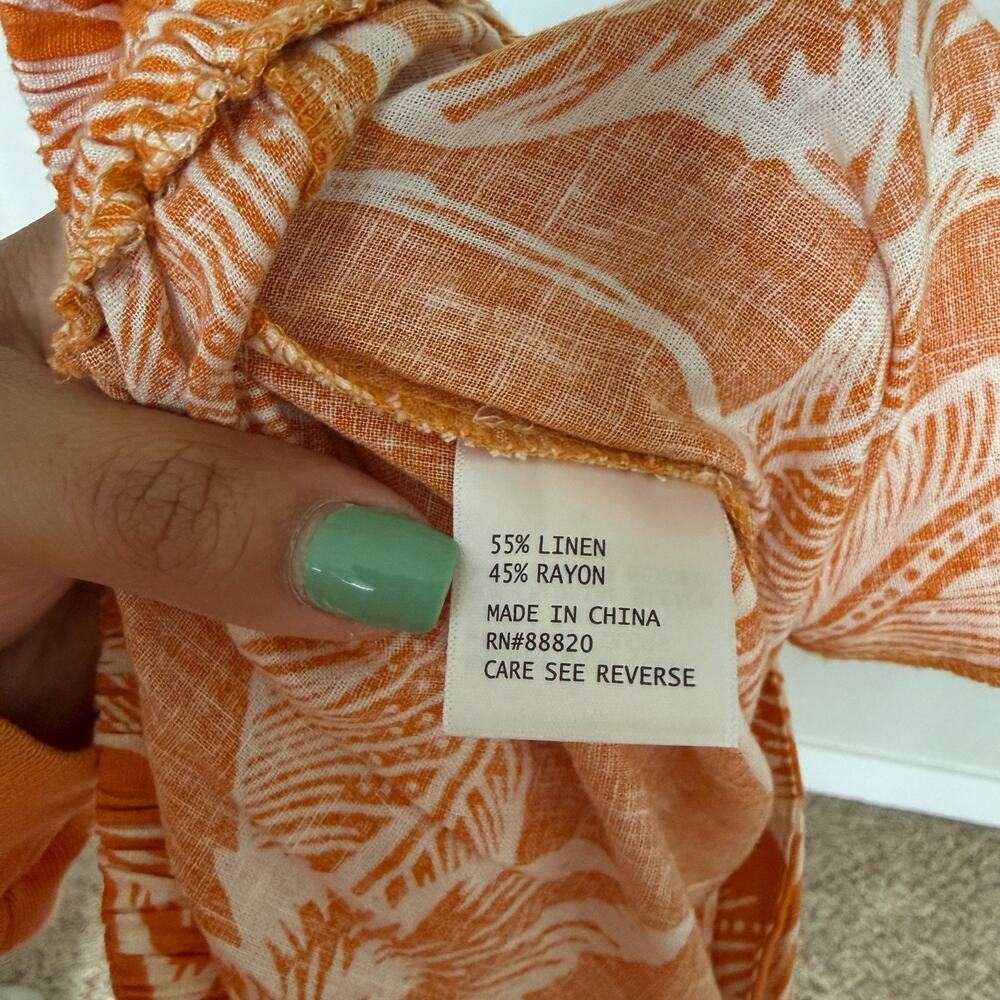 55% LINEN
45% RAYON
MADE IN CHINA
RN#88820
CARE SEE REVERSE